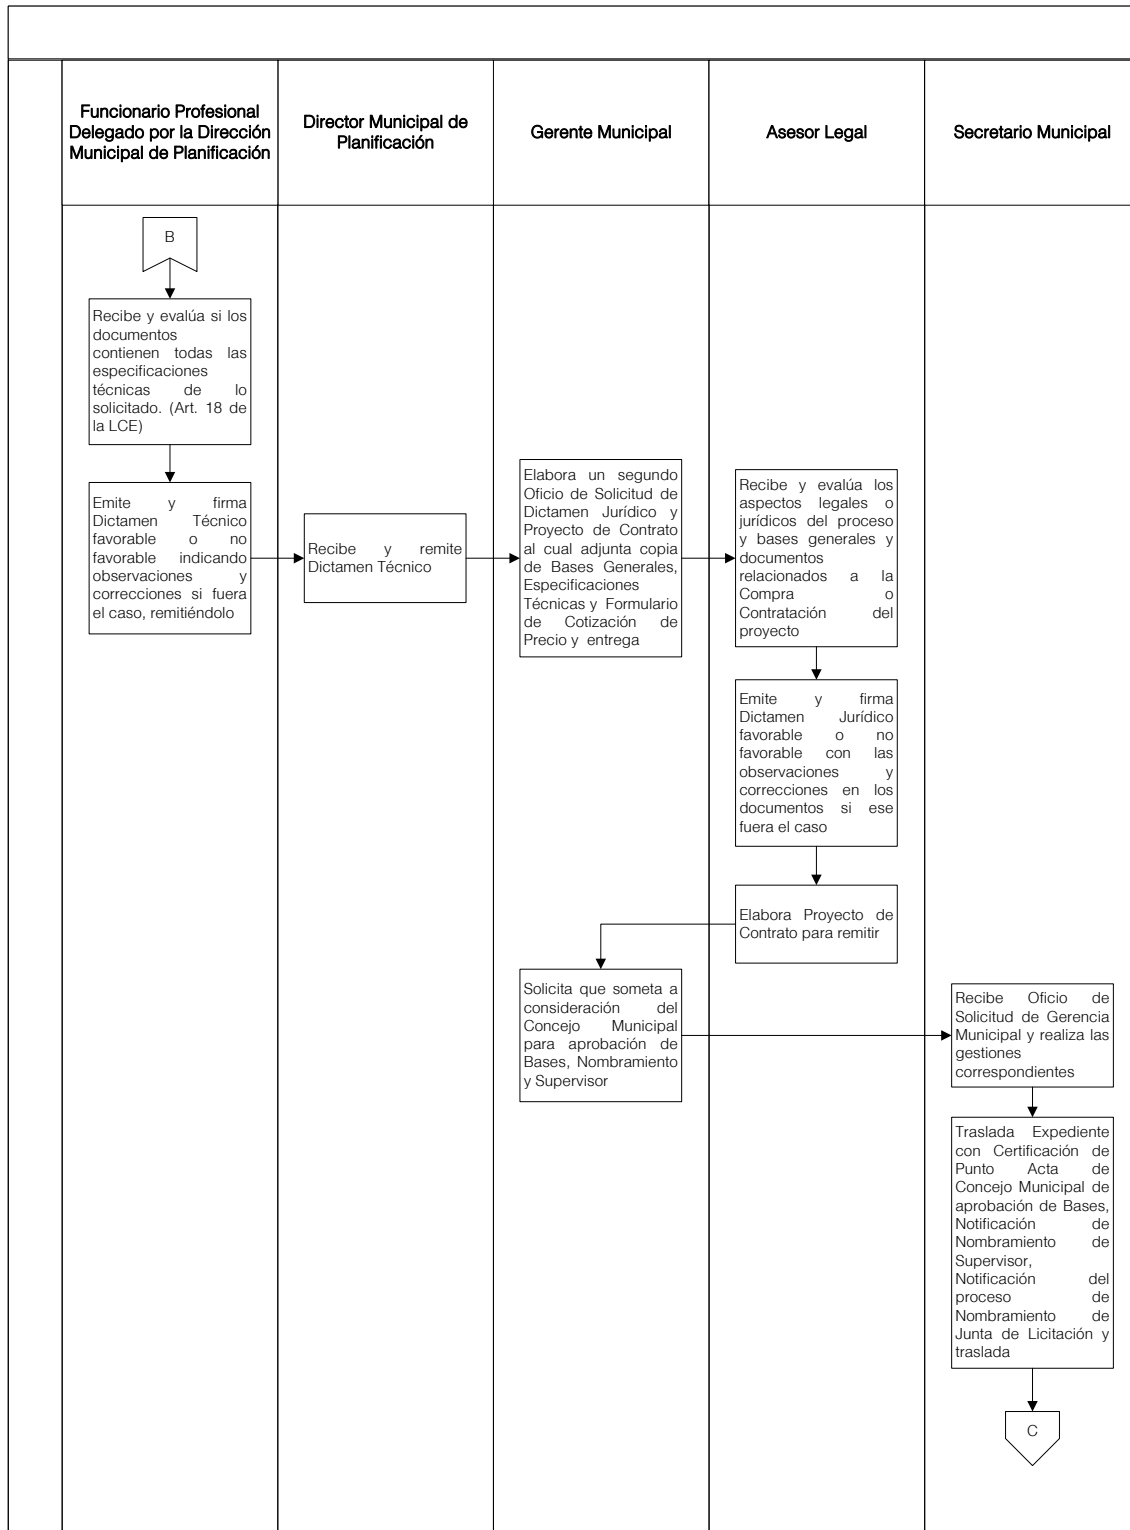 Funcionario Profesional
Delegado por la Dirección
Municipal de Planificación
Director Municipal de
Planificación
Gerente Municipal
Asesor Legal
Secretario Municipal
B
Recibe y evalúa si los
documentos
contienen todas las
especificaciones
técnicas de lo
solicitado. (Art. 18 de
la LCE)
Emite y firma
Dictamen Técnico
favorable o no
favorable indicando
observaciones y
correcciones si fuera
el caso, remitiéndolo
Recibe y remite
Dictamen Técnico
Elabora un segundo
Oficio de Solicitud de
Dictamen Jurídico y
Proyecto de Contrato
al cual adjunta copia
de Bases Generales,
Especificaciones
Técnicas y Formulario
de Cotización de
Precio y entrega
Recibe y evalúa los
aspectos legales o
jurídicos del proceso
y bases generales y
documentos
relacionados a la
Compra o
Contratación del
proyecto
Emite y firma
Dictamen Jurídico
favorable o no
favorable con las
observaciones y
correcciones en los
documentos si ese
fuera el caso
Elabora Proyecto de
Contrato para remitir
Solicita que someta a
consideración del
Concejo Municipal
para aprobación de
Bases, Nombramiento
y Supervisor
Recibe Oficio de
Solicitud de Gerencia
Municipal y realiza las
gestiones
correspondientes
Traslada Expediente
con Certificación de
Punto Acta de
Concejo Municipal de
aprobación de Bases,
Notificación de
Nombramiento de
Supervisor,
Notificación del
proceso de
Nombramiento de
Junta de Licitación y
traslada
C